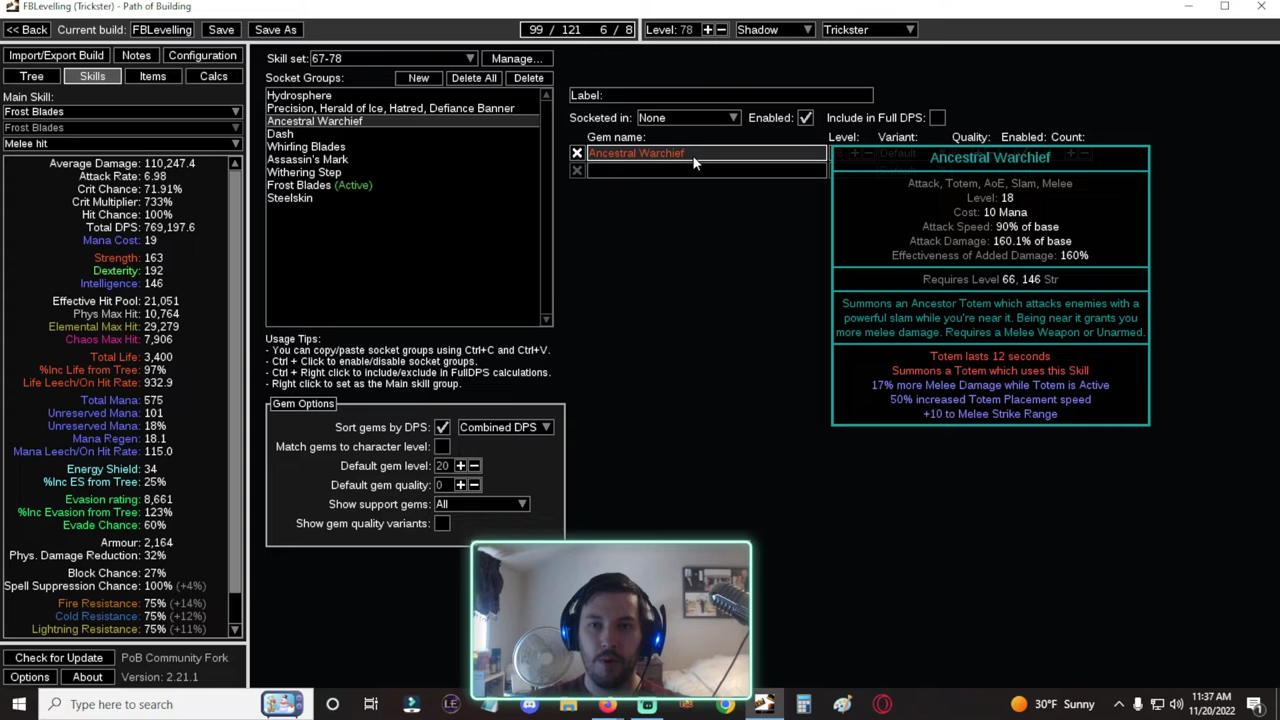 FBLevelling (Trickster) - Path of Building
<< Back Current build: FBLevelling Save Save As 99 / 121 6 / 8 Level: 78 Shadow Trickster
Import/Export Build Notes Configuration
Tree Skills Items Calcs
Main Skill:
Frost Blades
Frost Blades
Melee hit
Average Damage: 110,247.4
Attack Rate: 6.98
Crit Chance: 71.91%
Crit Multiplier: 733%
Hit Chance: 100%
Total DPS: 769,197.6
Mana Cost: 19
Strength: 163
Dexterity: 192
Intelligence: 146
Effective Hit Pool: 21,051
Phys Max Hit: 10,764
Elemental Max Hit: 29,279
Chaos Max Hit: 7,906
Total Life: 3,400
%Inc Life from Tree: 97%
Life Leech/On Hit Rate: 932.9
Total Mana: 575
Unreserved Mana: 101
Unreserved Mana: 18%
Mana Regen: 18.1
Mana Leech/On Hit Rate: 115.0
Energy Shield: 34
%Inc ES from Tree: 25%
Evasion rating: 8,661
%Inc Evasion from Tree: 123%
Evade Chance: 60%
Armour: 2,164
Phys. Damage Reduction: 32%
Block Chance: 27%
Spell Suppression Chance: 100% (+4%)
Fire Resistance: 75% (+14%)
Cold Resistance: 75% (+12%)
Lightning Resistance: 75% (+11%)
Check for Update PoB Community Fork
Options About Version: 2.21.1
Skill set: 67-78 Manage...
Socket Groups: New Delete All Delete
Hydrosphere
Precision, Herald of Ice, Hatred, Defiance Banner
Ancestral Warchief
Dash
Whirling Blades
Assassin's Mark
Withering Step
Frost Blades (Active)
Steelskin
Usage Tips:
- You can copy/paste socket groups using Ctrl+C and Ctrl+V.
- Ctrl + Click to enable/disable socket groups.
- Ctrl + Right click to include/exclude in FullDPS calculations.
- Right click to set as the Main skill group.
Gem Options
Sort gems by DPS: Combined DPS
Match gems to character level:
Default gem level: 20
Default gem quality: 0
Show support gems: All
Show gem quality variants:
Label:
Socketed in: None Enabled: Include in Full DPS:
Gem name: Level: Variant: Quality: Enabled: Count:
Ancestral Warchief
Ancestral Warchief
Attack, Totem, AoE, Slam, Melee
Level: 18
Cost: 10 Mana
Attack Speed: 90% of base
Attack Damage: 160.1% of base
Effectiveness of Added Damage: 160%
Requires Level 66, 146 Str
Summons an Ancestor Totem which attacks enemies with a
powerful slam while you're near it. Being near it grants you
more melee damage. Requires a Melee Weapon or Unarmed.
Totem lasts 12 seconds
Summons a Totem which uses this Skill
17% more Melee Damage while Totem is Active
50% increased Totem Placement speed
+10 to Melee Strike Range
Type here to search
LE
30°F Sunny
11:37 AM
11/20/2022